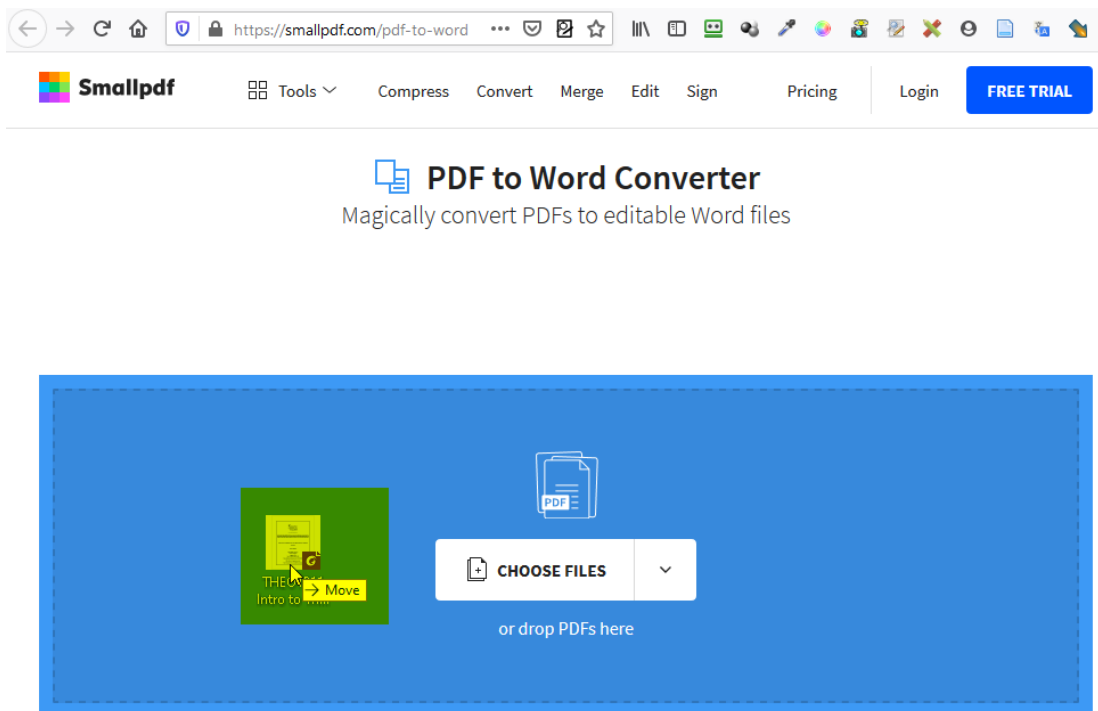 https://smallpdf.com/pdf-to-word
Smallpdf Tools Compress Convert Merge Edit Sign Pricing Login FREE TRIAL
PDF to Word Converter
Magically convert PDFs to editable Word files
PDF
CHOOSE FILES
→ Move
Intro to
or drop PDFs here